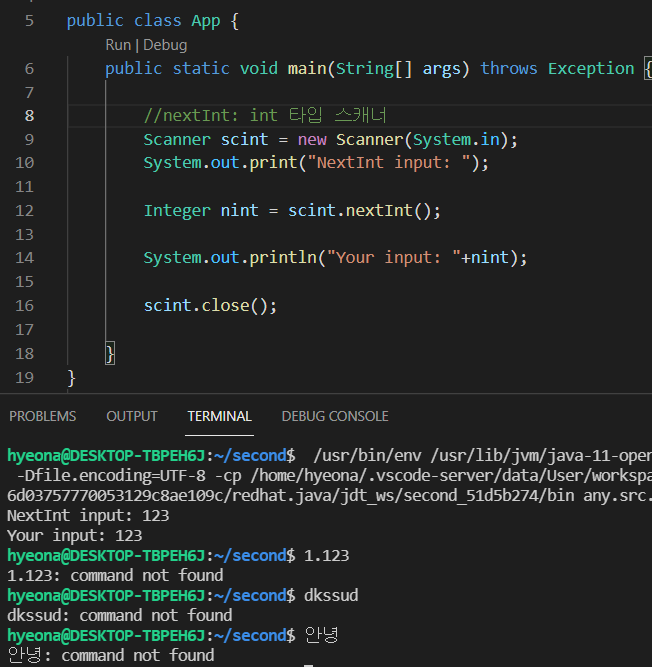 5 public class App {
Run | Debug
6 public static void main(String[] args) throws Exception {
7
8 //nextInt: int 타입 스캐너
9 Scanner scint = new Scanner(System.in);
10 System.out.print("NextInt input: ");
11
12 Integer nint = scint.nextInt();
13
14 System.out.println("Your input: "+nint);
15
16 scint.close();
17
18 }
19 }
PROBLEMS OUTPUT TERMINAL DEBUG CONSOLE
hyeona@DESKTOP-TBPEH6J:~/second$ /usr/bin/env /usr/lib/jvm/java-11-open
-Dfile.encoding=UTF-8 -cp /home/hyeona/.vscode-server/data/User/workspa
6d03757770053129c8ae109c/redhat.java/jdt_ws/second_51d5b274/bin any.src.
NextInt input: 123
Your input: 123
hyeona@DESKTOP-TBPEH6J:~/second$ 1.123
1.123: command not found
hyeona@DESKTOP-TBPEH6J:~/second$ dkssud
dkssud: command not found
hyeona@DESKTOP-TBPEH6J:~/second$ 안녕
안녕: command not found